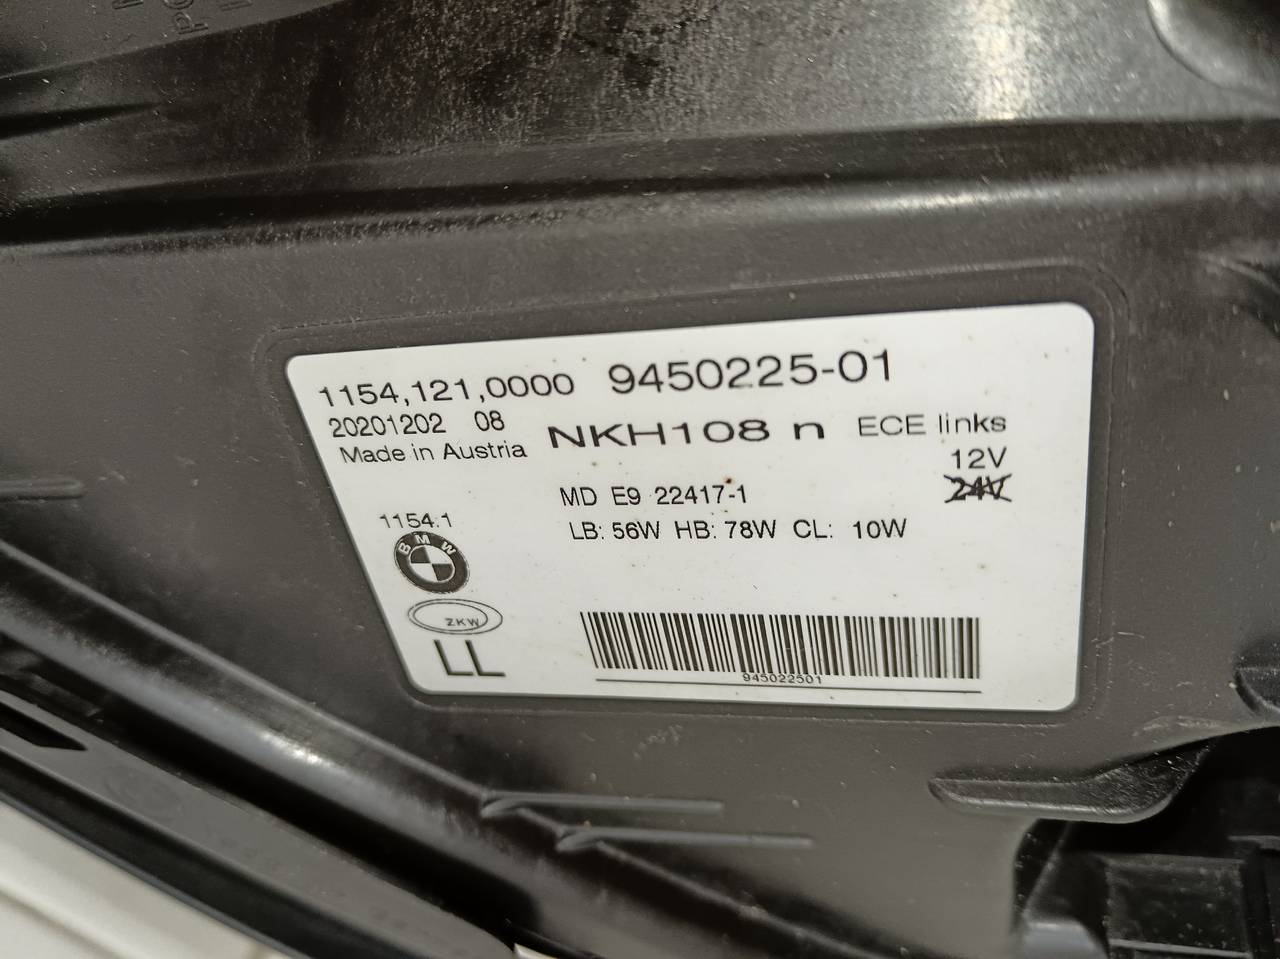 1154,121,0000 9450225-01
20201202 08 NKH108 n ECE links
Made in Austria
12V
24V
MD E9 22417-1
LB: 56W HB: 78W CL: 10W
1154.1
BMW
ZKW
LL
945022501